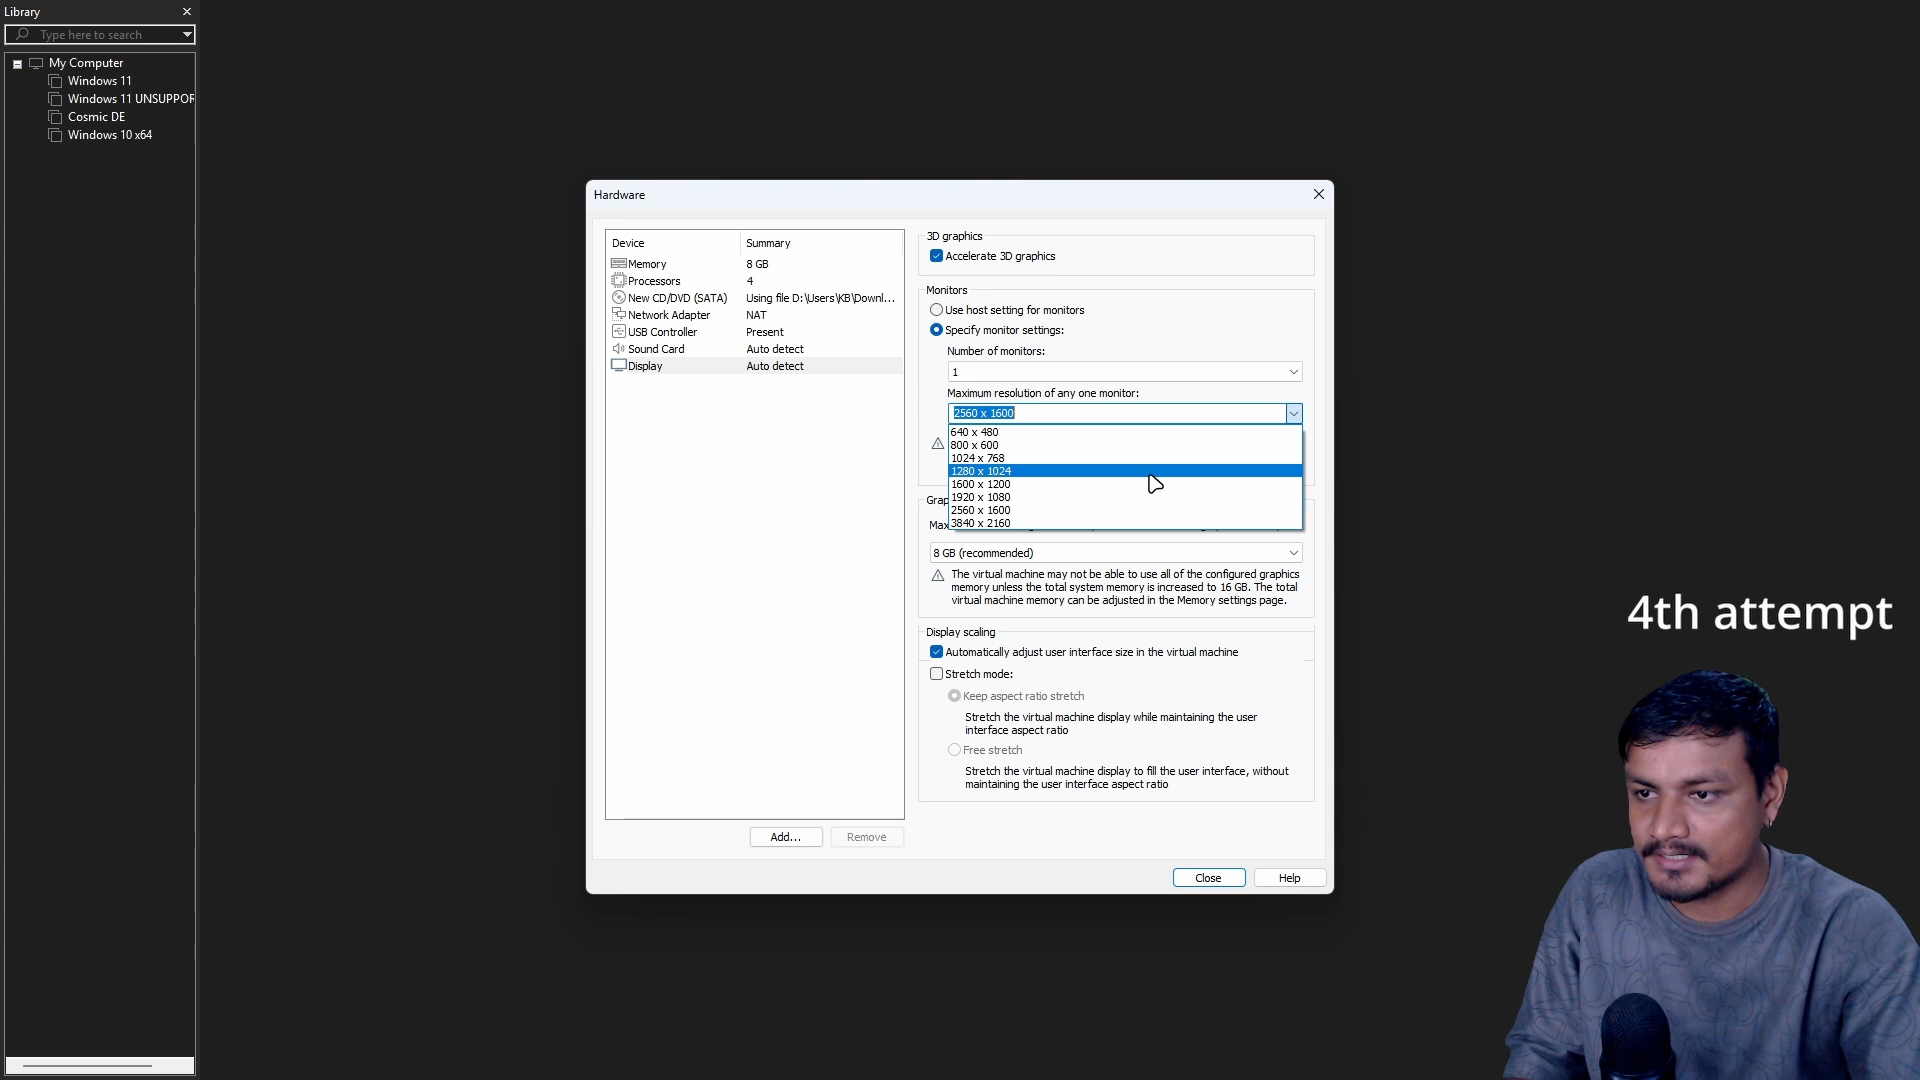 Library
Type here to search
My Computer
Windows 11
Windows 11 UNSUPPOR
Cosmic DE
Windows 10 x64
Hardware
Device Summary
Memory 8 GB
Processors 4
New CD/DVD (SATA) Using file D:\Users\KB\Downl...
Network Adapter NAT
USB Controller Present
Sound Card Auto detect
Display Auto detect
Add...
Remove
3D graphics
Accelerate 3D graphics
Monitors
Use host setting for monitors
Specify monitor settings:
Number of monitors:
1
Maximum resolution of any one monitor:
2560 x 1600
640 x 480
800 x 600
1024 x 768
1280 x 1024
1600 x 1200
1920 x 1080
2560 x 1600
3840 x 2160
Grap
Max
8 GB (recommended)
The virtual machine may not be able to use all of the configured graphics
memory unless the total system memory is increased to 16 GB. The total
virtual machine memory can be adjusted in the Memory settings page.
Display scaling
Automatically adjust user interface size in the virtual machine
Stretch mode:
Keep aspect ratio stretch
Stretch the virtual machine display while maintaining the user
interface aspect ratio
Free stretch
Stretch the virtual machine display to fill the user interface, without
maintaining the user interface aspect ratio
Close
Help
4th attempt